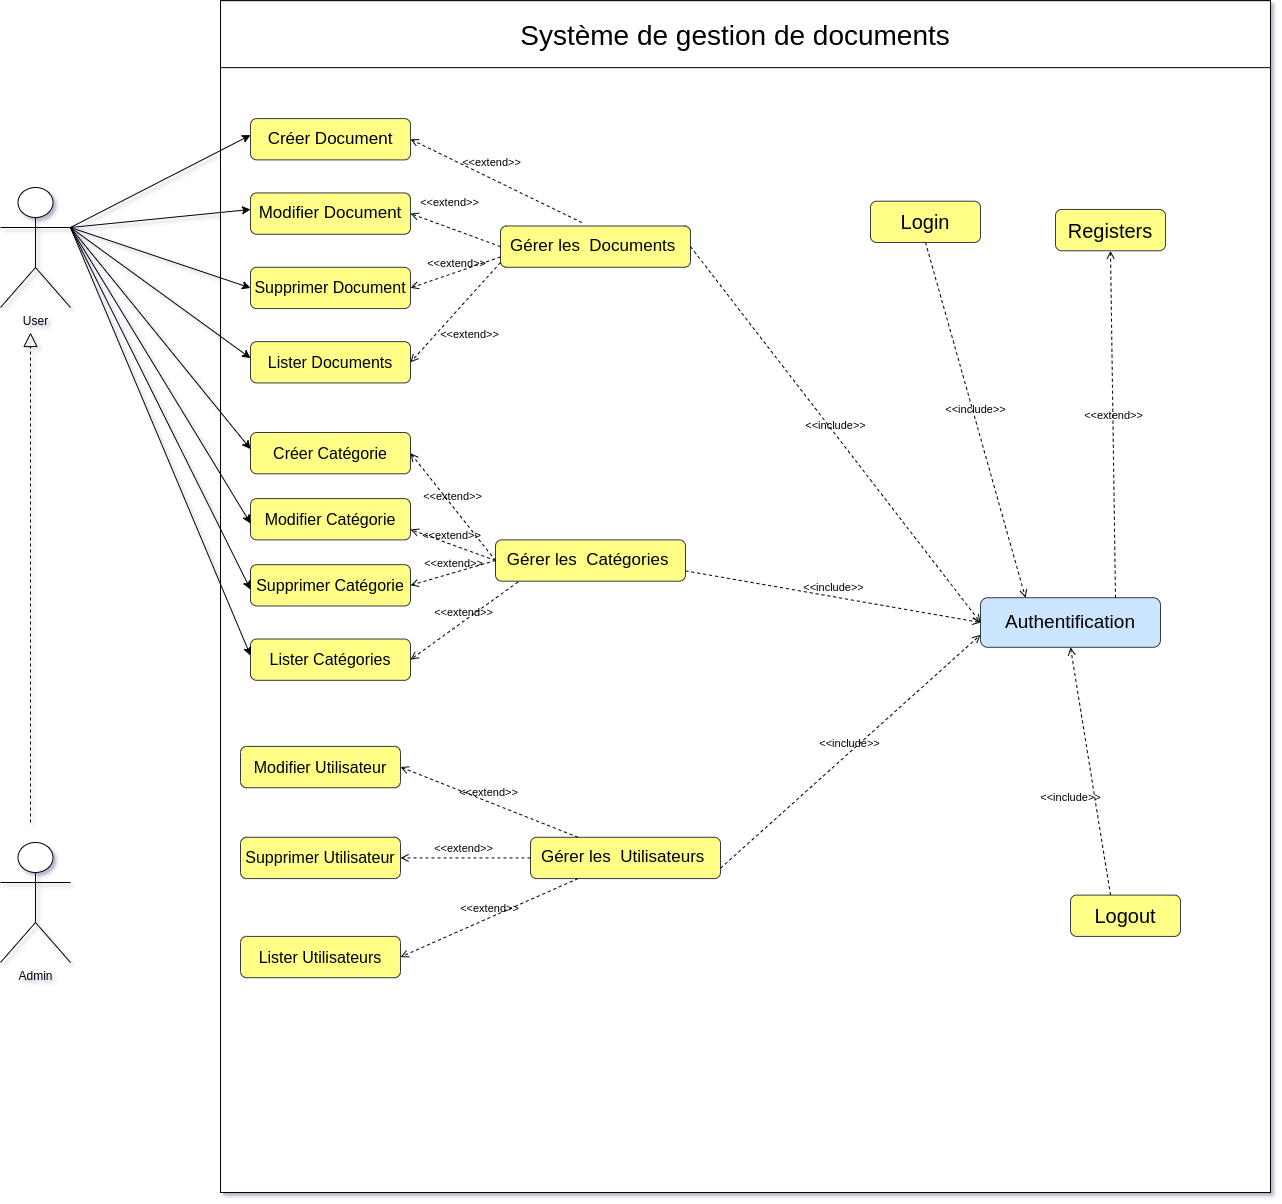 Système de gestion de documents
Créer Document
<<extend>>
Modifier Document
<<extend>>
Login
Registers
Gérer les  Documents
<<extend>>
Supprimer Document
User
<<extend>>
Lister Documents
<<include>>
<<extend>>
<<include>>
Créer Catégorie
<<extend>>
Modifier Catégorie
<<extend>>
Gérer les  Catégories
<<extend>>
Supprimer Catégorie
<<include>>
<<extend>>
Authentification
Lister Catégories
<<include>>
Modifier Utilisateur
<<extend>>
<<include>>
<<extend>>
Supprimer Utilisateur
Gérer les  Utilisateurs
<<extend>>
Logout
Lister Utilisateurs
Admin